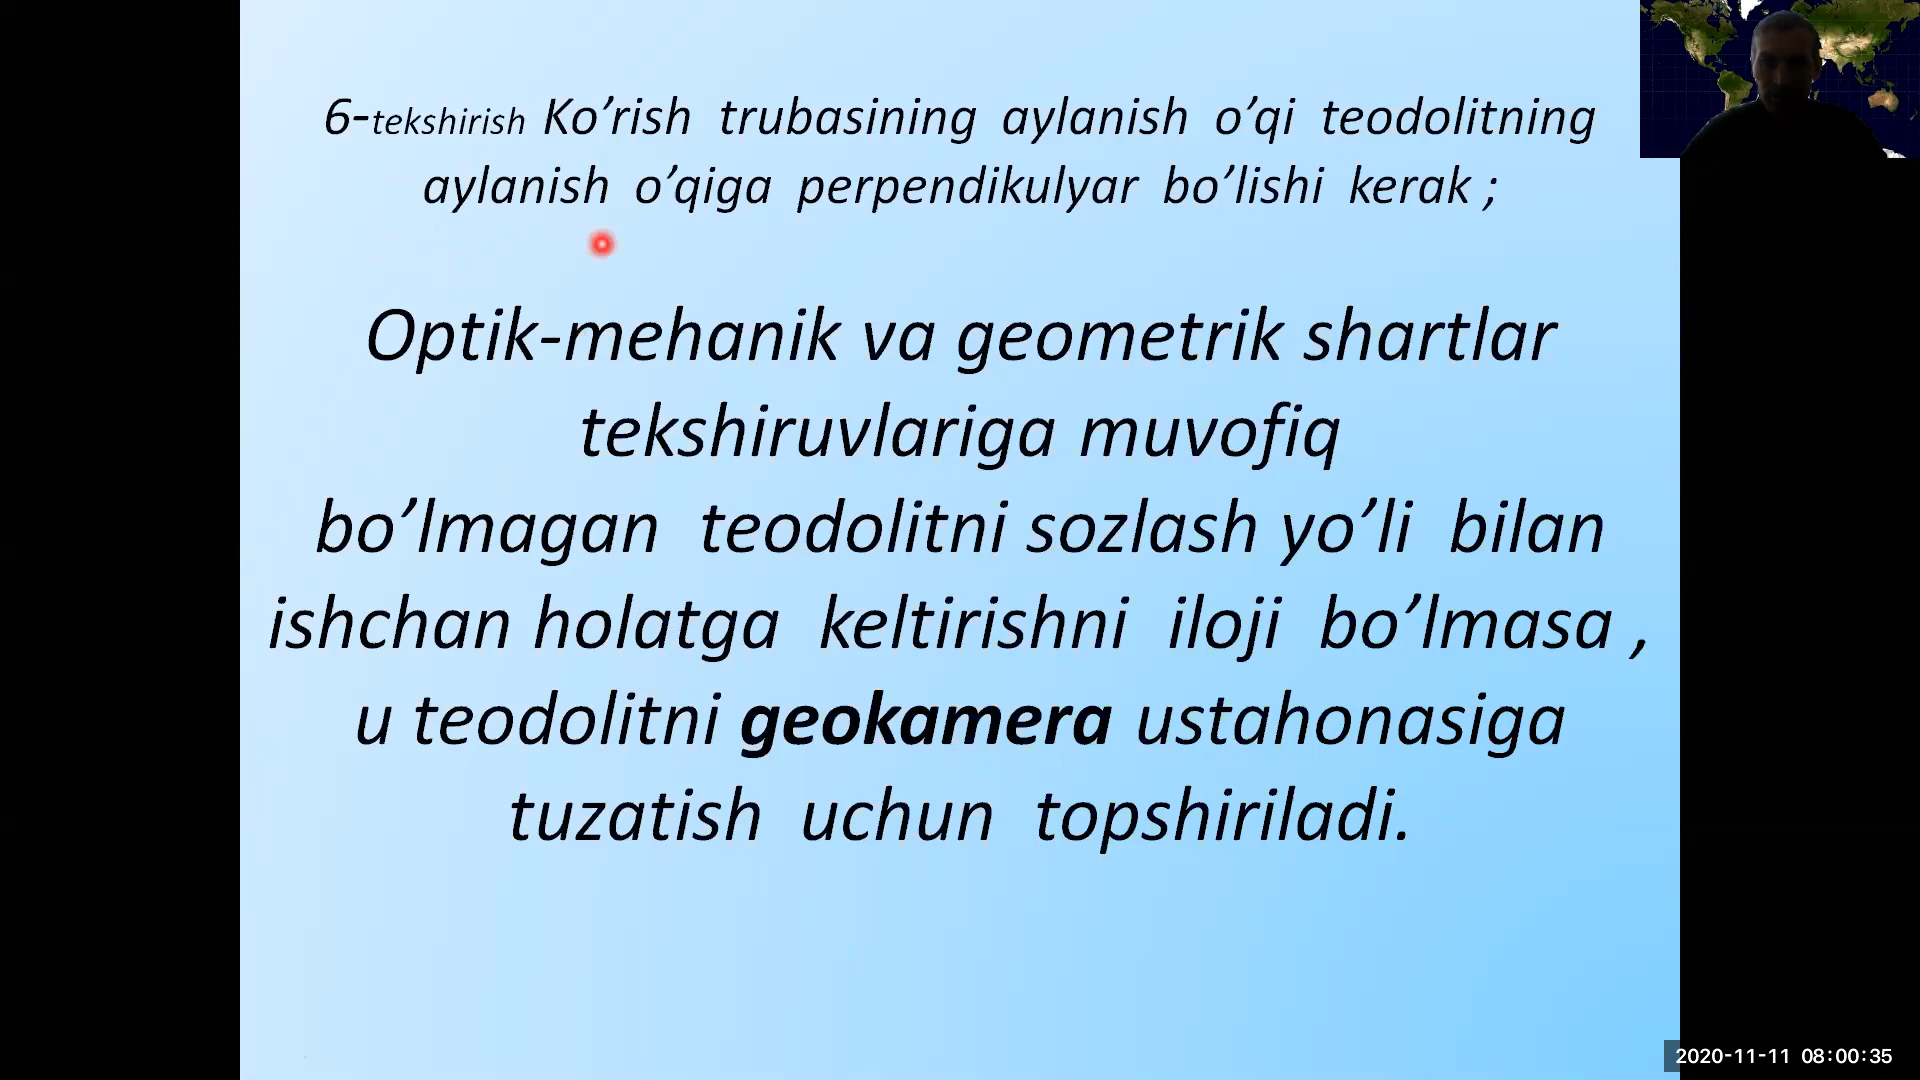 6-tekshirish Ko’rish trubasining aylanish o’qi teodolitning
aylanish o’qiga perpendikulyar bo’lishi kerak ;
Optik-mehanik va geometrik shartlar
tekshiruvlariga muvofiq
bo’lmagan teodolitni sozlash yo’li bilan
ishchan holatga keltirishni iloji bo’lmasa ,
u teodolitni geokamera ustahonasiga
tuzatish uchun topshiriladi.
2020-11-11 08:00:35